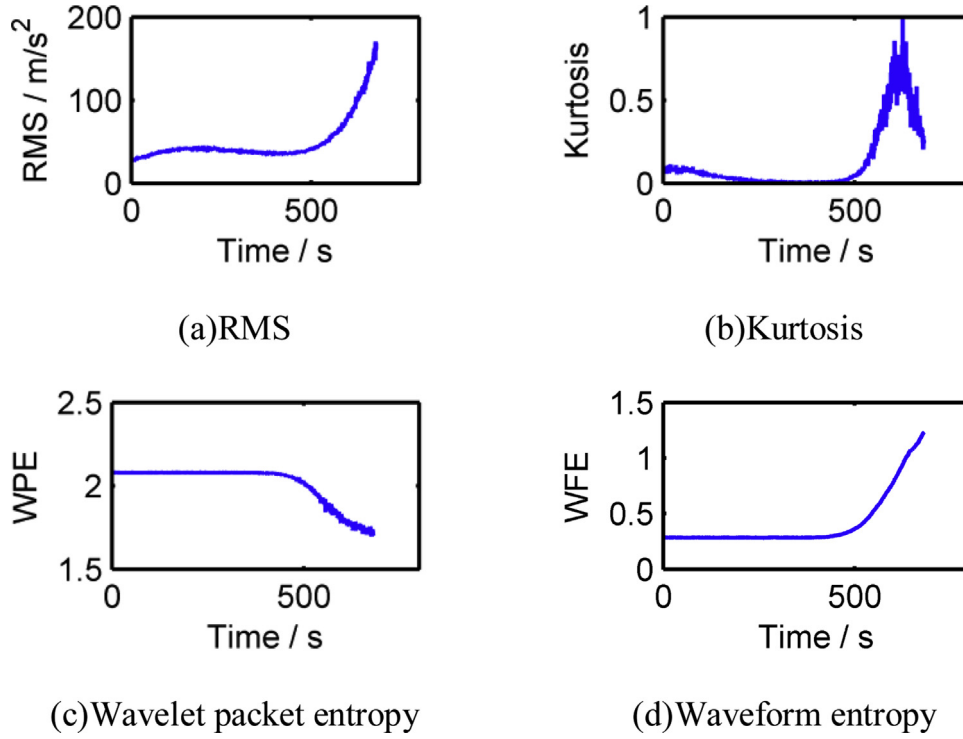 200
100
0
RMS / m/s²
0 500
Time / s
(a)RMS
1
0.5
0
Kurtosis
0 500
Time / s
(b)Kurtosis
2.5
2
1.5
WPE
0 500
Time / s
(c)Wavelet packet entropy
1.5
1
0.5
0
WFE
0 500
Time / s
(d)Waveform entropy